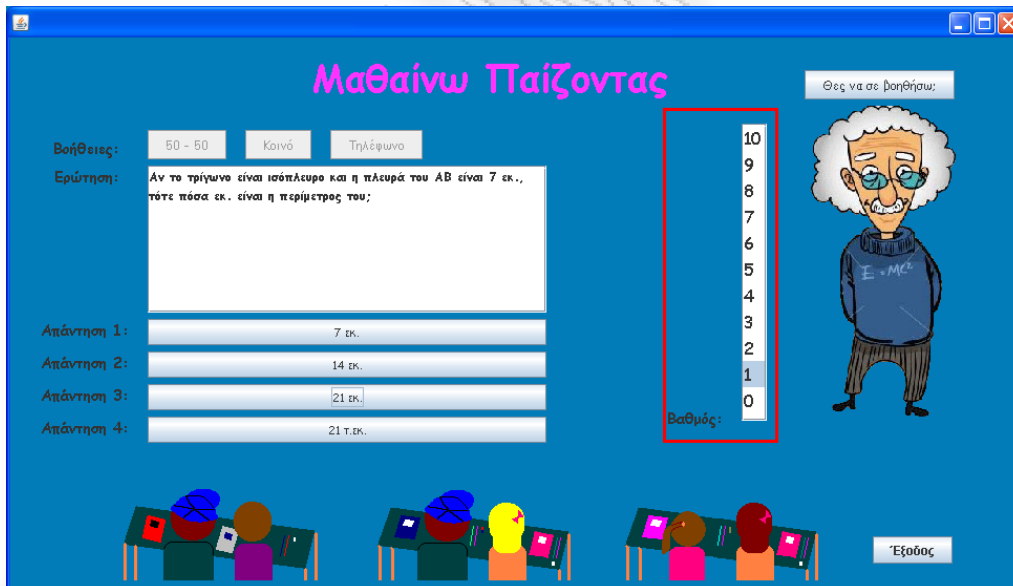 Μαθαίνω Παίζοντας
Θες να σε βοηθήσω;
Βοήθειες:
50 - 50
Κοινό
Τηλέφωνο
Ερώτηση:
Αν το τρίγωνο είναι ισόπλευρο και η πλευρά του ΑΒ είναι 7 εκ.,
τότε πόσα εκ. είναι η περίμετρος του;
Απάντηση 1:
7 εκ.
Απάντηση 2:
14 εκ.
Απάντηση 3:
21 εκ.
Απάντηση 4:
21 τ.εκ.
10
9
8
7
6
5
4
3
2
1
0
Βαθμός:
E = MC²
Έξοδος